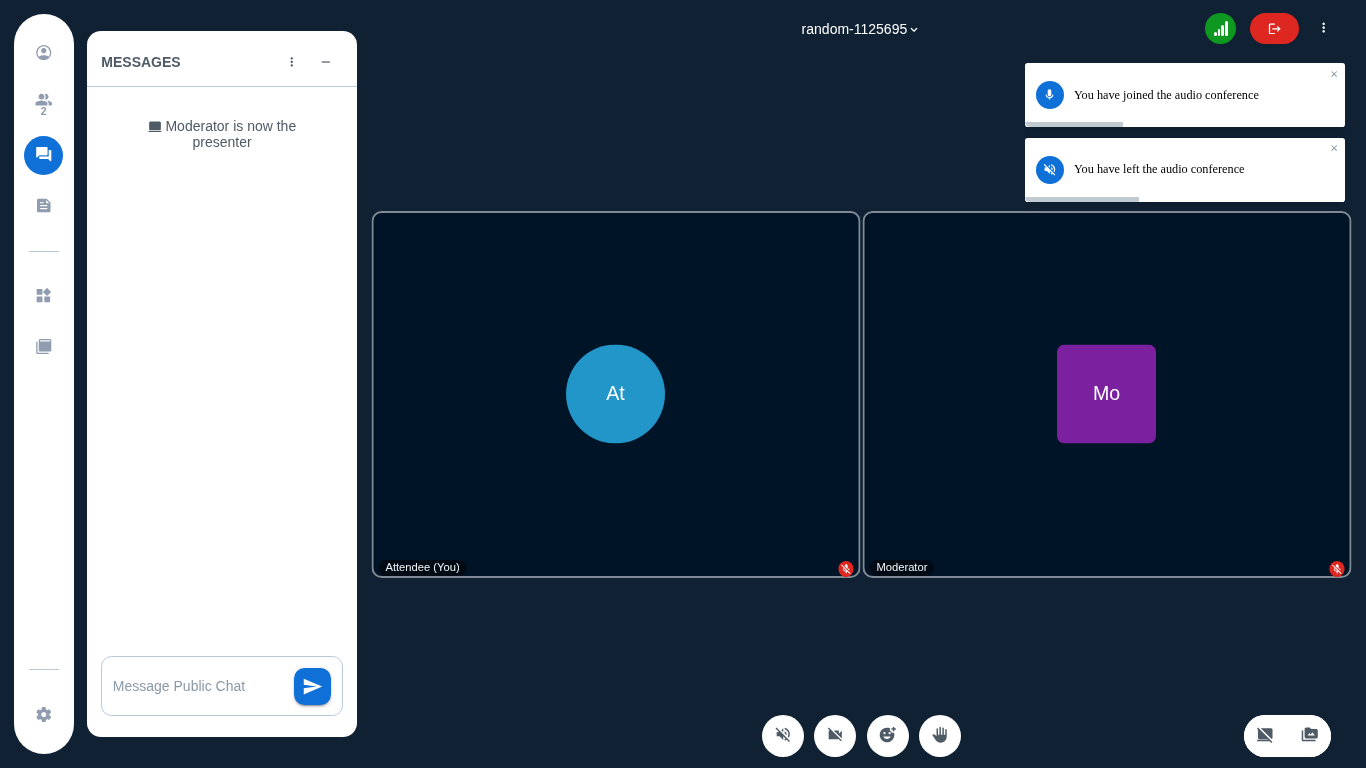 random-1125695
2
MESSAGES
Moderator is now the
presenter
You have joined the audio conference
You have left the audio conference
At
Mo
Attendee (You)
Moderator
Message Public Chat